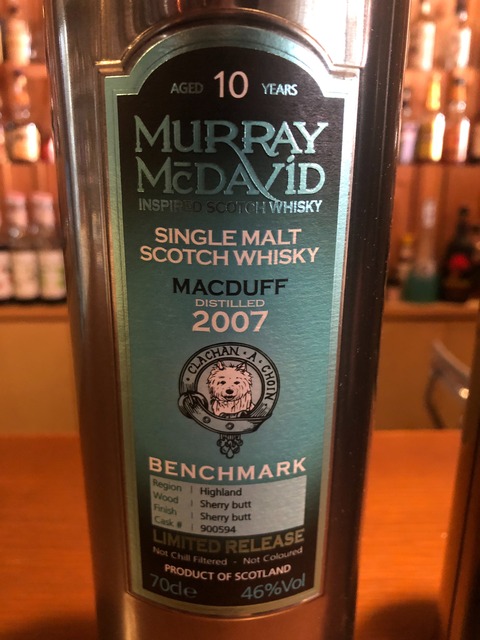 AGED 10 YEARS
MURRAY
McDAVID
INSPIRED SCOTCH WHISKY
SINGLE MALT
SCOTCH WHISKY
MACDUFF
DISTILLED
2007
CLACHAN · A · CHOIN
BENCHMARK
Region Highland
Wood Sherry butt
Finish Sherry butt
Cask # 900594
LIMITED RELEASE
Not Chill Filtered - Not Coloured
PRODUCT OF SCOTLAND
70cl e 46%Vol